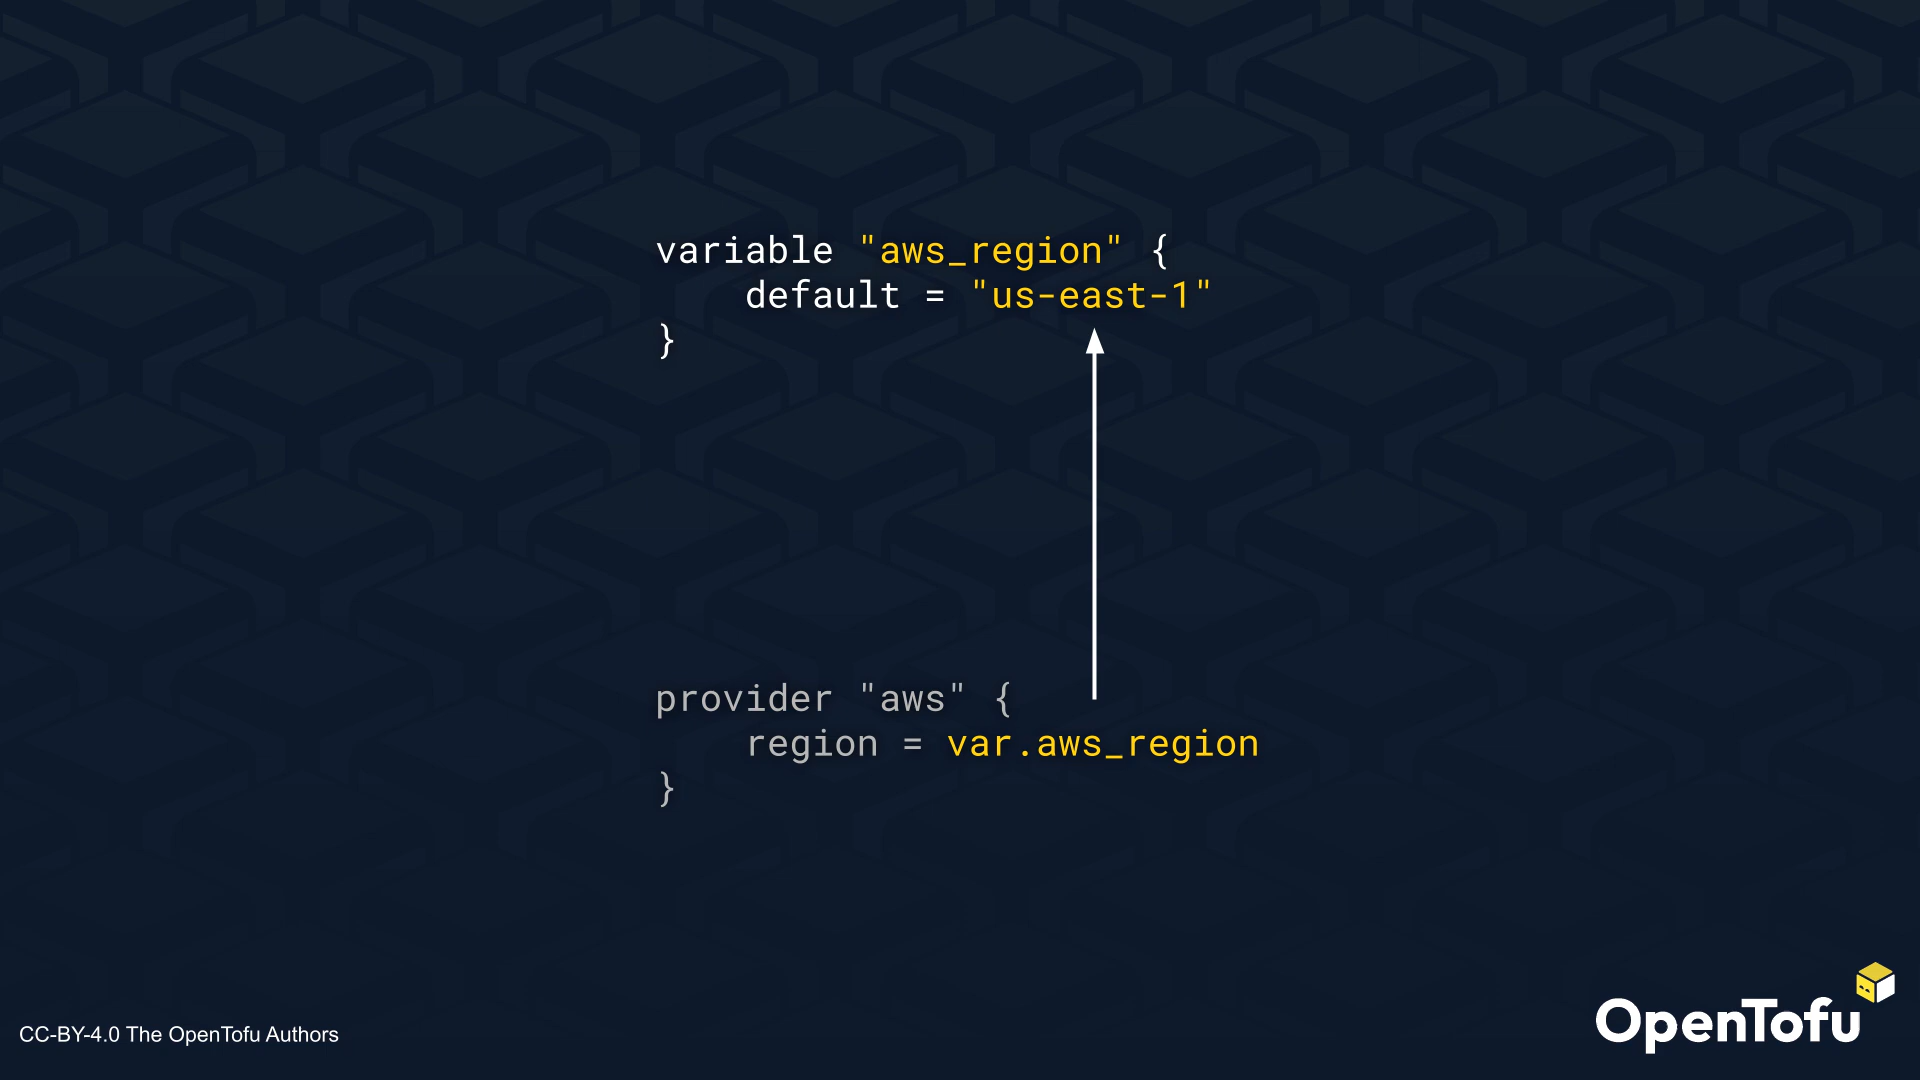 variable "aws_region" {
    default = "us-east-1"
}
provider "aws" {
    region = var.aws_region
}
CC-BY-4.0 The OpenTofu Authors
OpenTofu